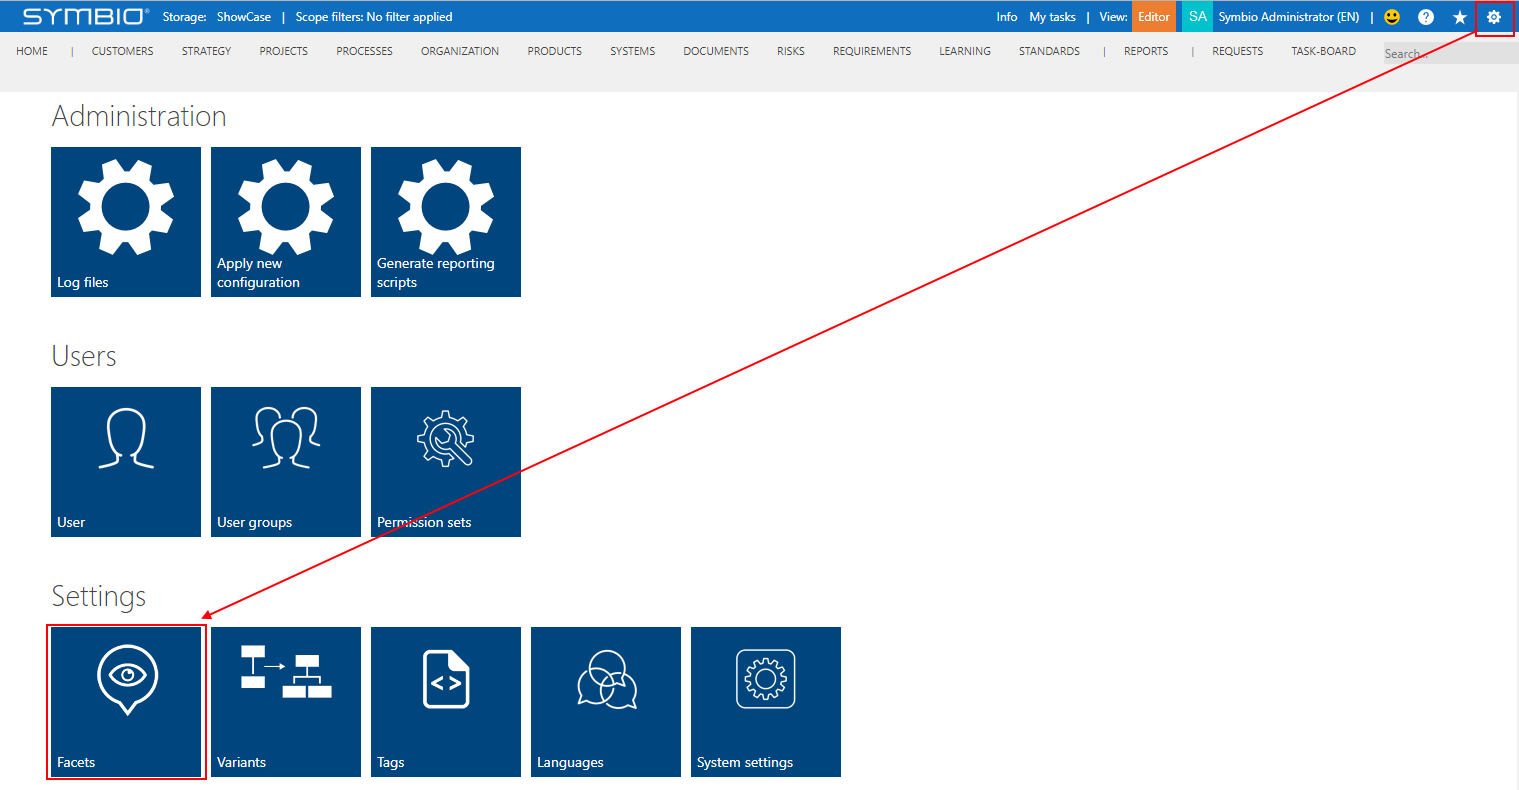 SYMBIO® Storage: ShowCase | Scope filters: No filter applied Info My tasks | View: Editor SA Symbio Administrator (EN) | ?
HOME | CUSTOMERS STRATEGY PROJECTS PROCESSES ORGANIZATION PRODUCTS SYSTEMS DOCUMENTS RISKS REQUIREMENTS LEARNING STANDARDS | REPORTS | REQUESTS TASK-BOARD Search...
Administration
Log files
Apply new
configuration
Generate reporting
scripts
Users
User
User groups
Permission sets
Settings
Facets
Variants
Tags
Languages
System settings